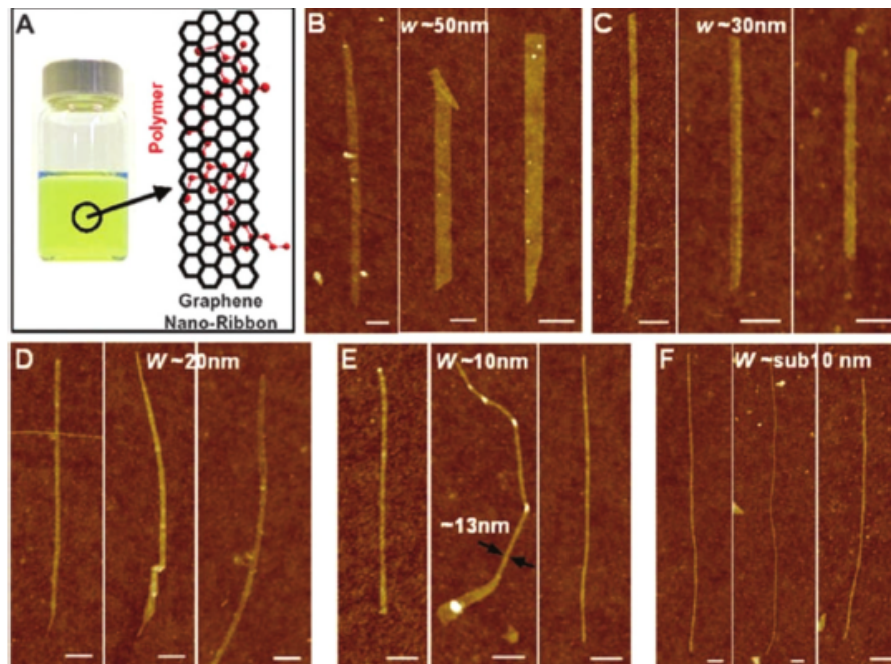 A
Polymer
Graphene
Nano-Ribbon
B
w ~50nm
C
w ~30nm
D
W ~20nm
E
W ~10nm
~13nm
F
W ~sub10 nm